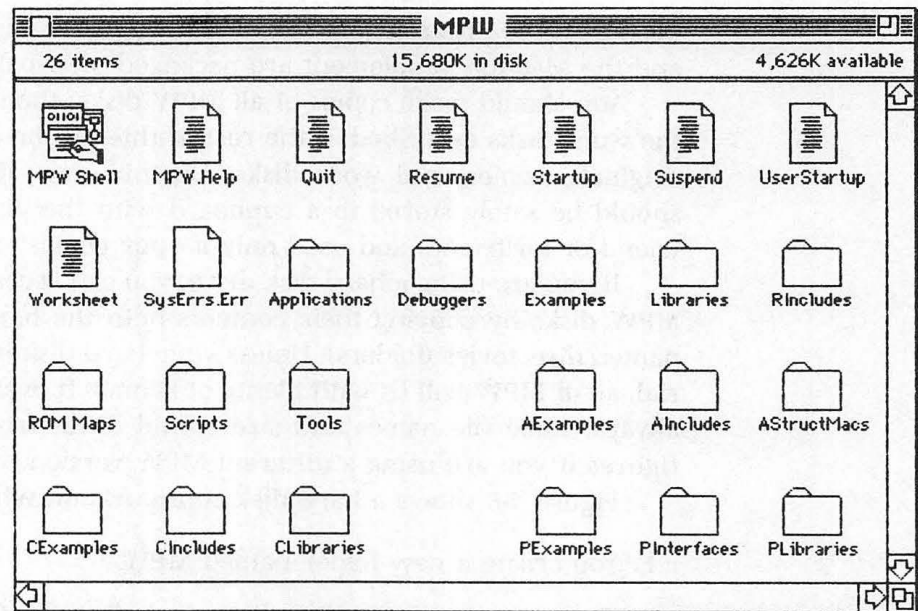 MPW
26 items 15,680K in disk 4,626K available
01101
MPW Shell MPW.Help Quit Resume Startup Suspend UserStartup
Worksheet SysErrs.Err Applications Debuggers Examples Libraries RIncludes
ROMMaps Scripts Tools AExamples AIncludes AStructMacs
CExamples CIncludes CLibraries PExamples PInterfaces PLibraries